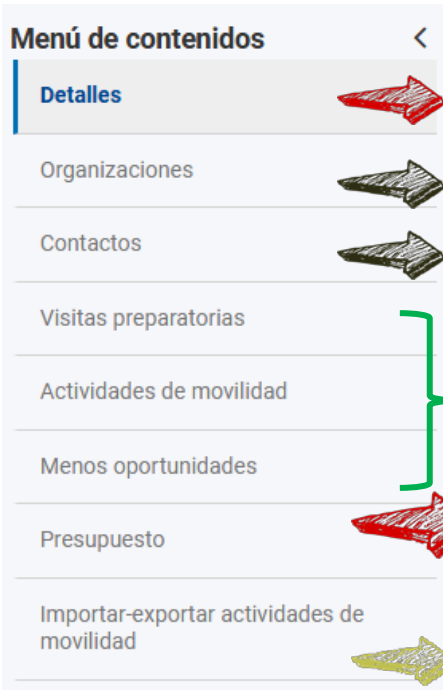 Menú de contenidos
Detalles
Organizaciones
Contactos
Visitas preparatorias
Actividades de movilidad
Menos oportunidades
Presupuesto
Importar-exportar actividades de
movilidad